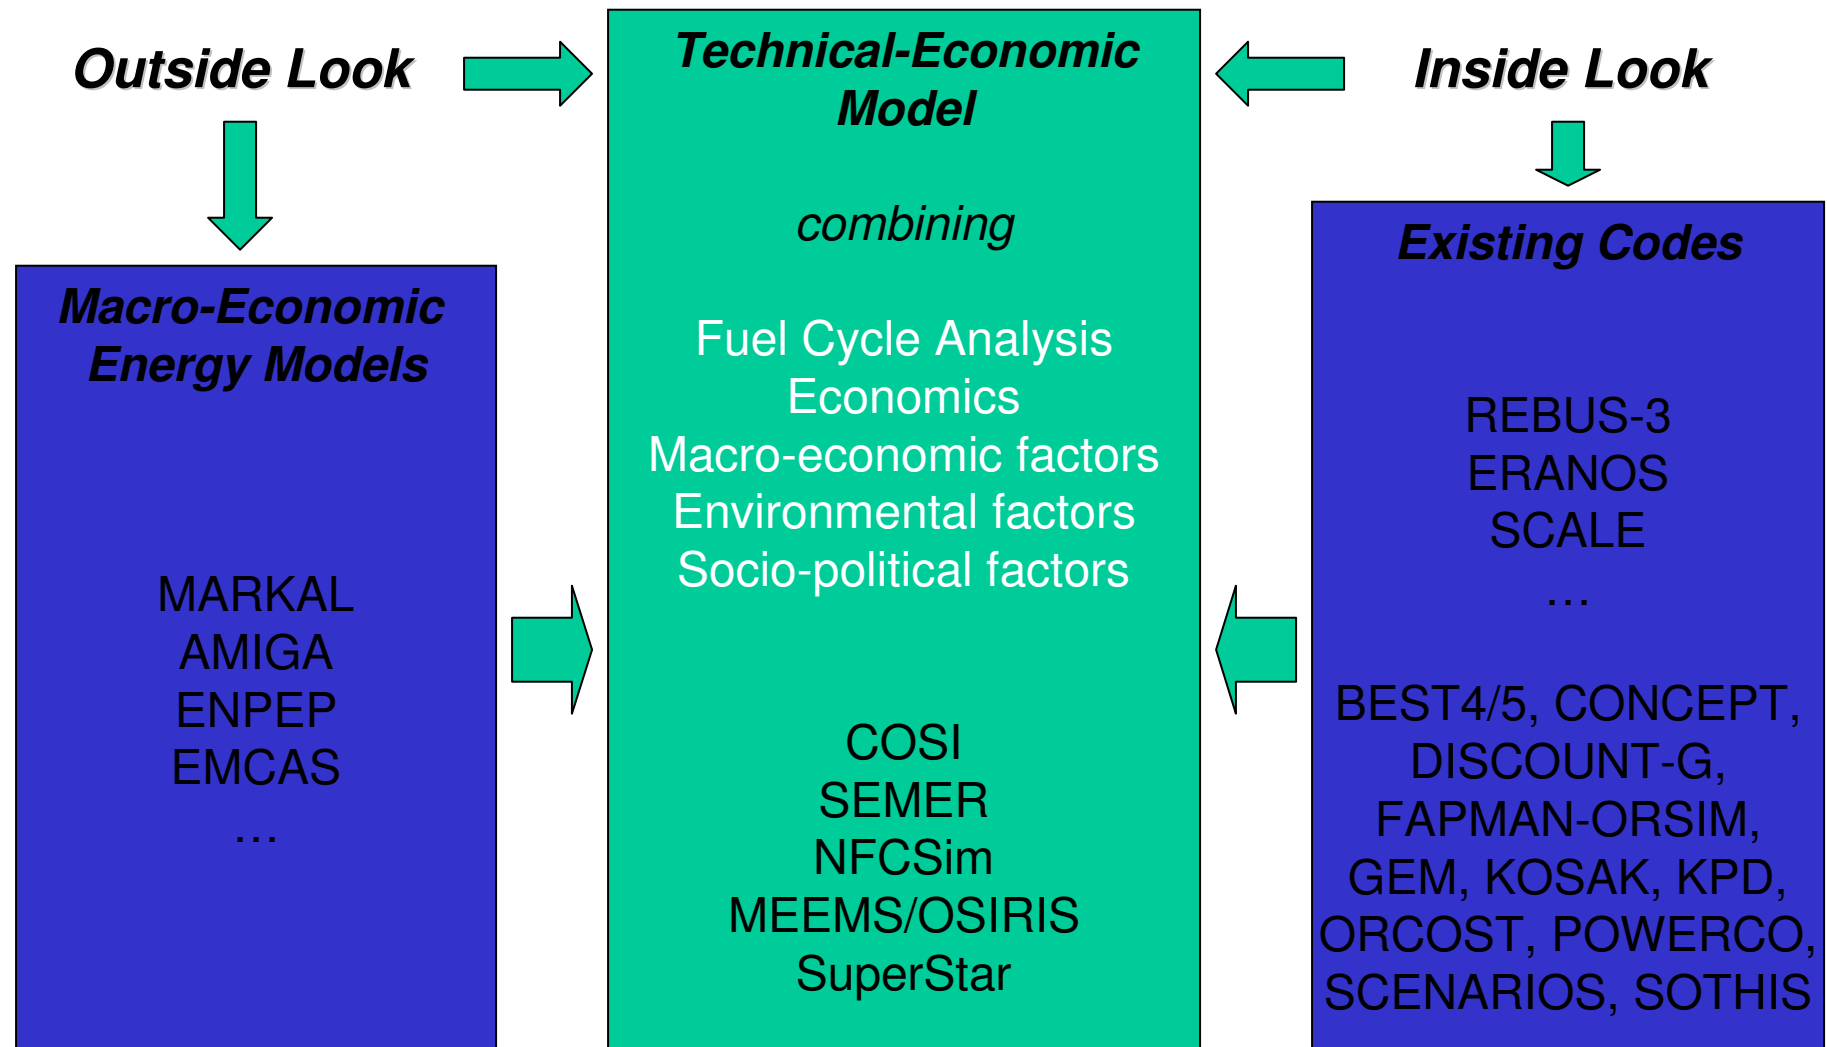 Outside Look
Macro-Economic
Energy Models
MARKAL
AMIGA
ENPEP
EMCAS
…
Technical-Economic
Model
combining
Fuel Cycle Analysis
Economics
Macro-economic factors
Environmental factors
Socio-political factors
COSI
SEMER
NFCSim
MEEMS/OSIRIS
SuperStar
Inside Look
Existing Codes
REBUS-3
ERANOS
SCALE
…
BEST4/5, CONCEPT,
DISCOUNT-G,
FAPMAN-ORSIM,
GEM, KOSAK, KPD,
ORCOST, POWERCO,
SCENARIOS, SOTHIS